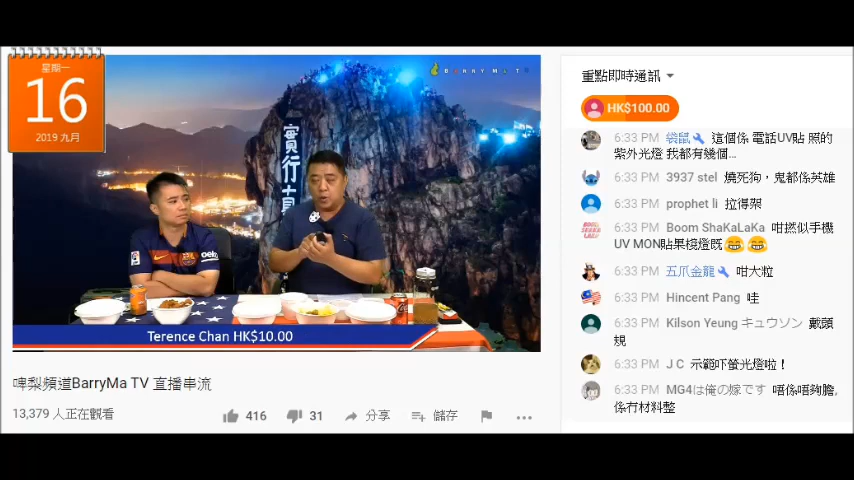 星期一
16
2019 九月
BARRYMA T
實行
Terence Chan HK$10.00
啤梨頻道BarryMa TV 直播串流
13,379 人正在觀看
416
31
分享
儲存
重點即時通訊
HK$100.00
6:33 PM 袋鼠 這個係 電話UV貼 照的
紫外光燈 我都有幾個...
6:33 PM 3937 stel 燒死狗，鬼都係英雄
6:33 PM prophet li 拉得架
6:33 PM Boom ShaKaLaKa 咁撚似手機
UV MON貼果枝燈既😂😂
6:33 PM 五爪金龍 咁大粒
6:33 PM Hincent Pang 哇
6:33 PM Kilson Yeung キュウソン 戴頭
規
6:33 PM J C 示範吓螢光燈啦！
6:33 PM MG4は俺の嫁です 唔係唔夠膽,
係冇材料整